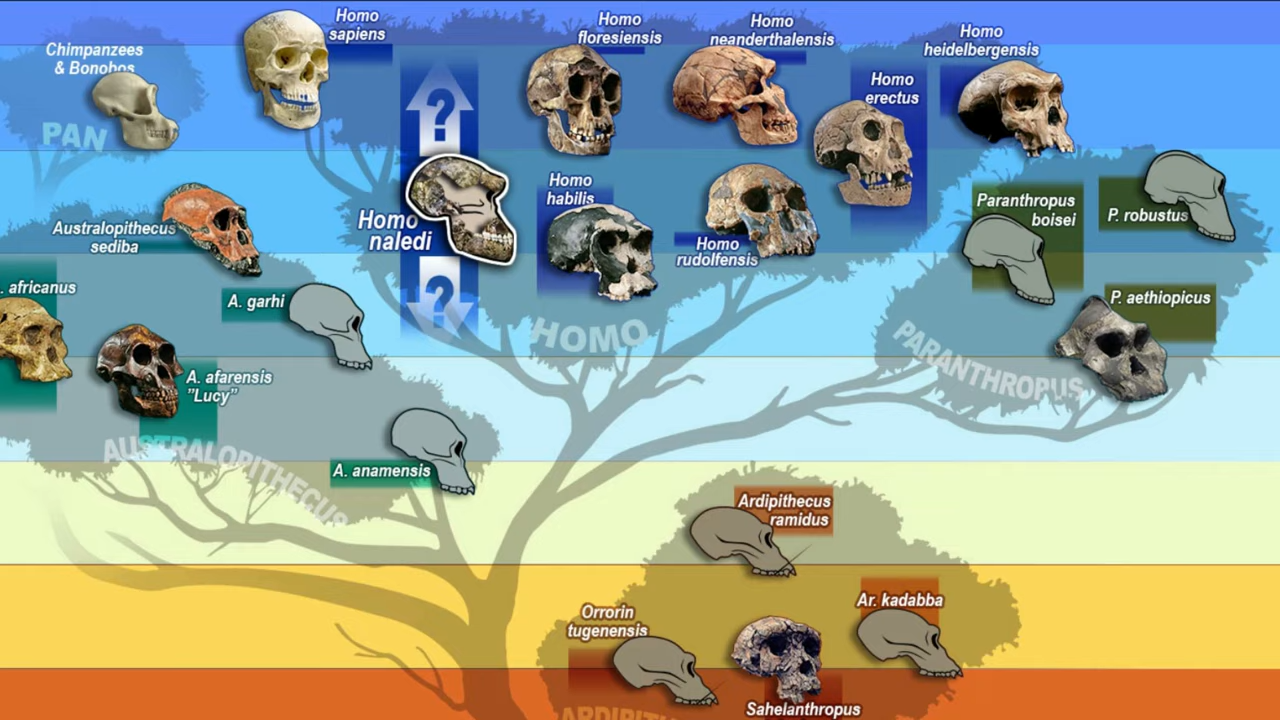 Homo
sapiens
Homo
floresiensis
Homo
neanderthalensis
Homo
heidelbergensis
Chimpanzees
& Bonobos
Homo
erectus
?
PAN
Homo
habilis
Paranthropus
boisei
P. robustus
Australopithecus
sediba
Homo
naledi
Homo
rudolfensis
. africanus
A. garhi
?
P. aethiopicus
HOMO
PARANTHROPUS
A. afarensis
”Lucy”
AUSTRALOPITHECUS
A. anamensis
Ardipithecus
ramidus
Ar. kadabba
Orrorin
tugenensis
Sahelanthropus